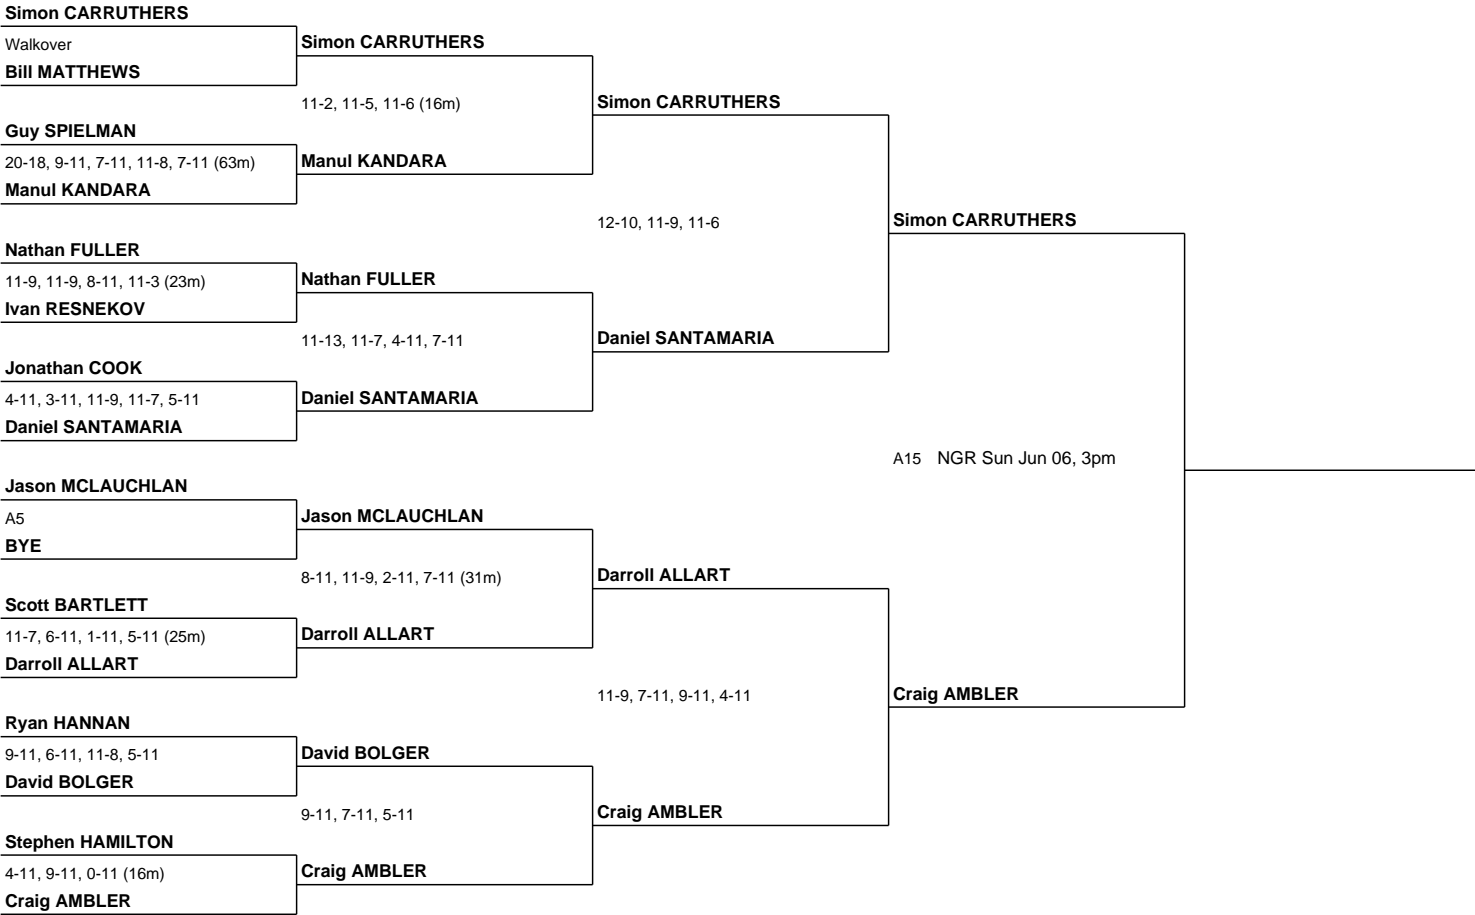 Simon CARRUTHERS
Walkover
Bill MATTHEWS
Guy SPIELMAN
20-18, 9-11, 7-11, 11-8, 7-11 (63m)
Manul KANDARA
Nathan FULLER
11-9, 11-9, 8-11, 11-3 (23m)
Ivan RESNEKOV
Jonathan COOK
4-11, 3-11, 11-9, 11-7, 5-11
Daniel SANTAMARIA
Jason MCLAUCHLAN
A5
BYE
Scott BARTLETT
11-7, 6-11, 1-11, 5-11 (25m)
Darroll ALLART
Ryan HANNAN
9-11, 6-11, 11-8, 5-11
David BOLGER
Stephen HAMILTON
4-11, 9-11, 0-11 (16m)
Craig AMBLER
Simon CARRUTHERS
11-2, 11-5, 11-6 (16m)
Manul KANDARA
Nathan FULLER
11-13, 11-7, 4-11, 7-11
Daniel SANTAMARIA
Jason MCLAUCHLAN
8-11, 11-9, 2-11, 7-11 (31m)
Darroll ALLART
David BOLGER
9-11, 7-11, 5-11
Craig AMBLER
Simon CARRUTHERS
12-10, 11-9, 11-6
Daniel SANTAMARIA
Darroll ALLART
11-9, 7-11, 9-11, 4-11
Craig AMBLER
Simon CARRUTHERS
A15 NGR Sun Jun 06, 3pm
Craig AMBLER